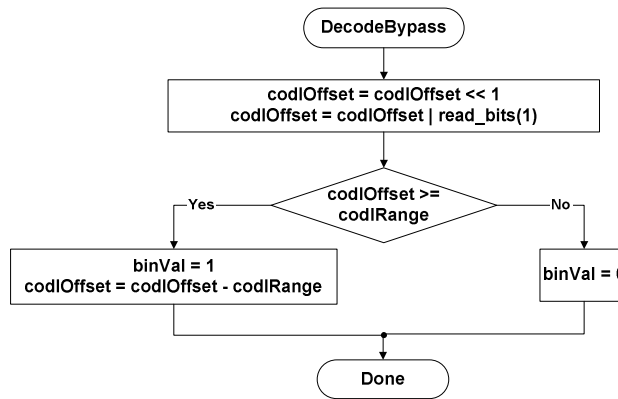 DecodeBypass
codIOffset = codIOffset << 1
codIOffset = codIOffset | read_bits(1)
codIOffset >=
codIRange
Yes
No
binVal = 1
codIOffset = codIOffset - codIRange
binVal =
Done